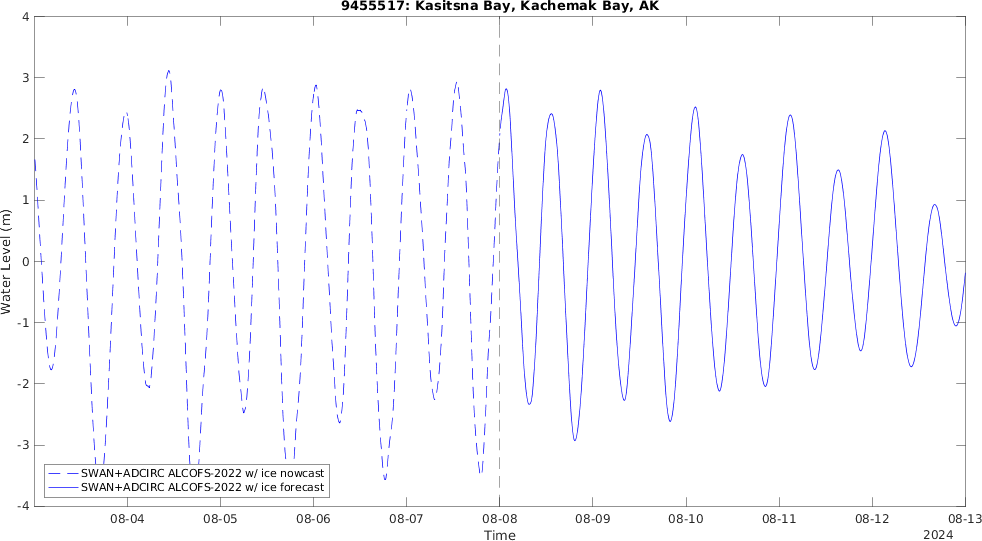 9455517: Kasitsna Bay, Kachemak Bay, AK
4
3
2
1
0
-1
-2
-3
-4
Water Level (m)
SWAN+ADCIRC ALCOFS-2022 w/ ice nowcast
SWAN+ADCIRC ALCOFS-2022 w/ ice forecast
08-04 08-05 08-06 08-07 08-08 08-09 08-10 08-11 08-12 08-13
Time
2024